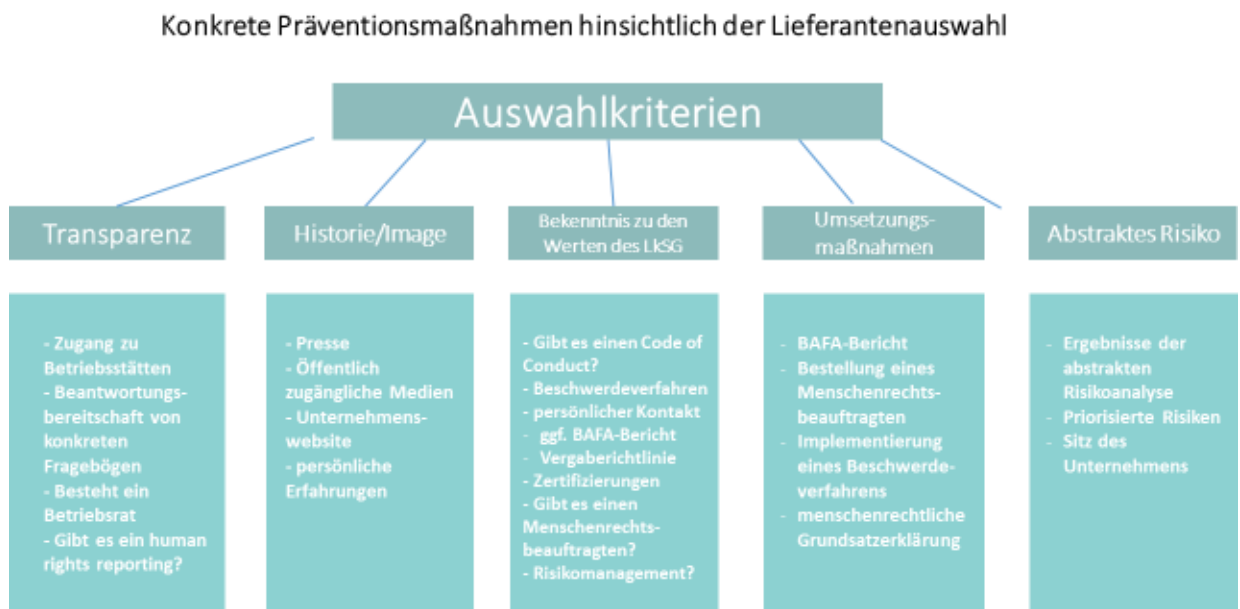 Konkrete Präventionsmaßnahmen hinsichtlich der Lieferantenauswahl
Auswahlkriterien
Transparenz
Historie/Image
Bekenntnis zu den
Werten des LkSG
Umsetzungs-
maßnahmen
Abstraktes Risiko
- Zugang zu
Betriebsstätten
- Beantwortungs-
bereitschaft von
konkreten
Fragebögen
- Besteht ein
Betriebsrat
- Gibt es ein human
rights reporting?
- Presse
- Öffentlich
zugängliche Medien
- Unternehmens-
website
- persönliche
Erfahrungen
- Gibt es einen Code of
Conduct?
- Beschwerdeverfahren
- persönlicher Kontakt
- ggf. BAFA-Bericht
- Vergaberichtlinie
- Zertifizierungen
- Gibt es einen
Menschenrechts-
beauftragten?
- Risikomanagement?
- BAFA-Bericht
- Bestellung eines
Menschenrechts-
beauftragten
- Implementierung
eines Beschwerde-
verfahrens
- menschenrechtliche
Grundsatzerklärung
- Ergebnisse der
abstrakten
Risikoanalyse
- Priorisierte Risiken
- Sitz des
Unternehmens